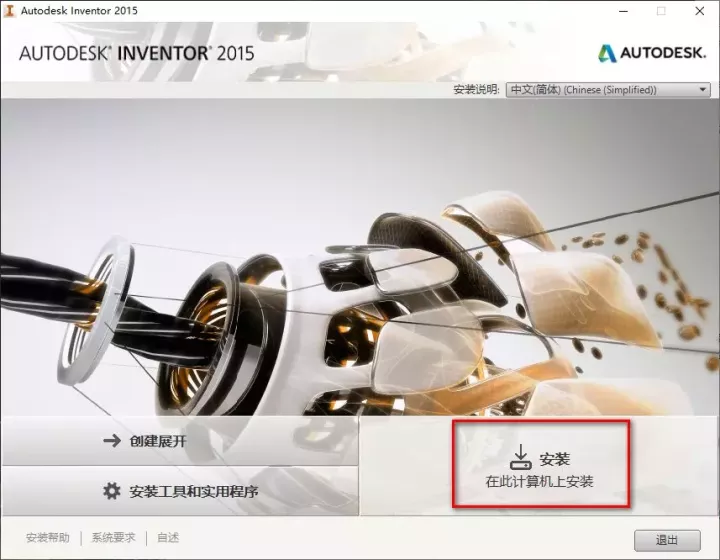 Autodesk Inventor 2015
AUTODESK® INVENTOR® 2015
AUTODESK.
安装说明: 中文(简体) (Chinese (Simplified))
创建展开
安装工具和实用程序
安装
在此计算机上安装
安装帮助 系统要求 自述
退出